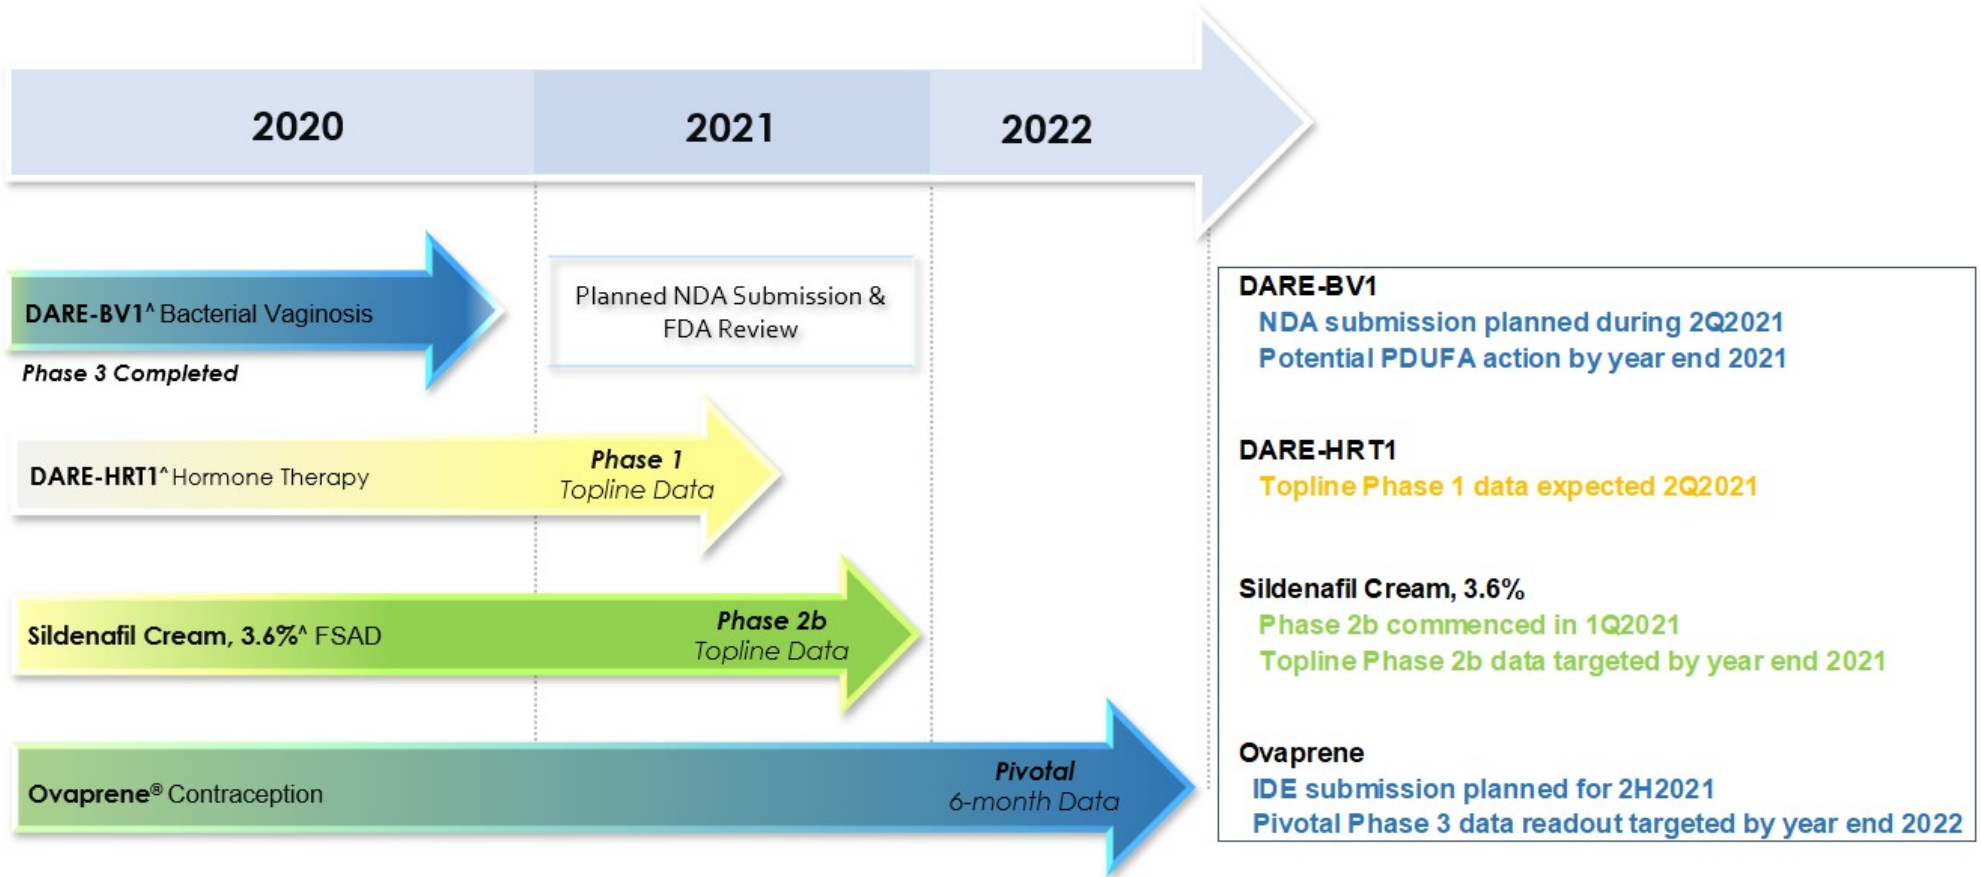 2020
2021
2022
DARE-BV1^ Bacterial Vaginosis
Phase 3 Completed
Planned NDA Submission &
FDA Review
DARE-HRT1^ Hormone Therapy
Phase 1
Topline Data
Sildenafil Cream, 3.6%^ FSAD
Phase 2b
Topline Data
Ovaprene® Contraception
Pivotal
6-month Data
DARE-BV1
NDA submission planned during 2Q2021
Potential PDUFA action by year end 2021
DARE-HRT1
Topline Phase 1 data expected 2Q2021
Sildenafil Cream, 3.6%
Phase 2b commenced in 1Q2021
Topline Phase 2b data targeted by year end 2021
Ovaprene
IDE submission planned for 2H2021
Pivotal Phase 3 data readout targeted by year end 2022